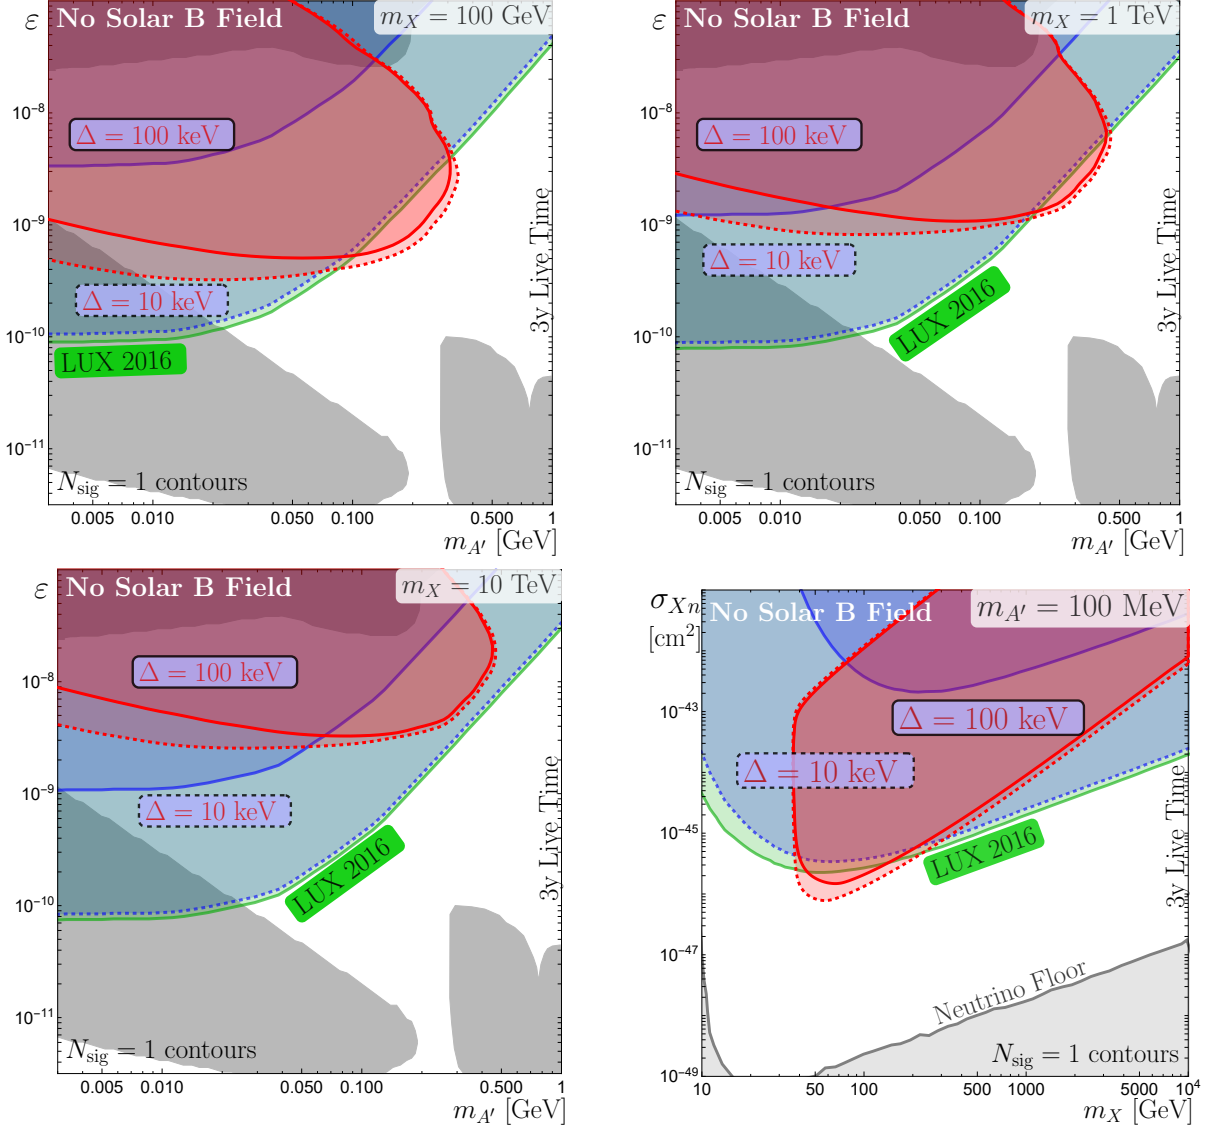 ε
No Solar B Field
m_X = 100 GeV
10⁻⁸
Δ = 100 keV
10⁻⁹
Δ = 10 keV
10⁻¹⁰
LUX 2016
10⁻¹¹
N_sig = 1 contours
3y Live Time
0.005 0.010 0.050 0.100 0.500 1
m_A′ [GeV]
ε
No Solar B Field
m_X = 1 TeV
10⁻⁸
Δ = 100 keV
10⁻⁹
Δ = 10 keV
10⁻¹⁰
LUX 2016
10⁻¹¹
N_sig = 1 contours
3y Live Time
0.005 0.010 0.050 0.100 0.500 1
m_A′ [GeV]
ε
No Solar B Field
m_X = 10 TeV
10⁻⁸
Δ = 100 keV
10⁻⁹
Δ = 10 keV
10⁻¹⁰
LUX 2016
10⁻¹¹
N_sig = 1 contours
3y Live Time
0.005 0.010 0.050 0.100 0.500 1
m_A′ [GeV]
σ_Xn
[cm²]
No Solar B Field
m_A′ = 100 MeV
10⁻⁴³
Δ = 100 keV
Δ = 10 keV
10⁻⁴⁵
LUX 2016
10⁻⁴⁷
Neutrino Floor
N_sig = 1 contours
10⁻⁴⁹
3y Live Time
10 50 100 500 1000 5000 10⁴
m_X [GeV]